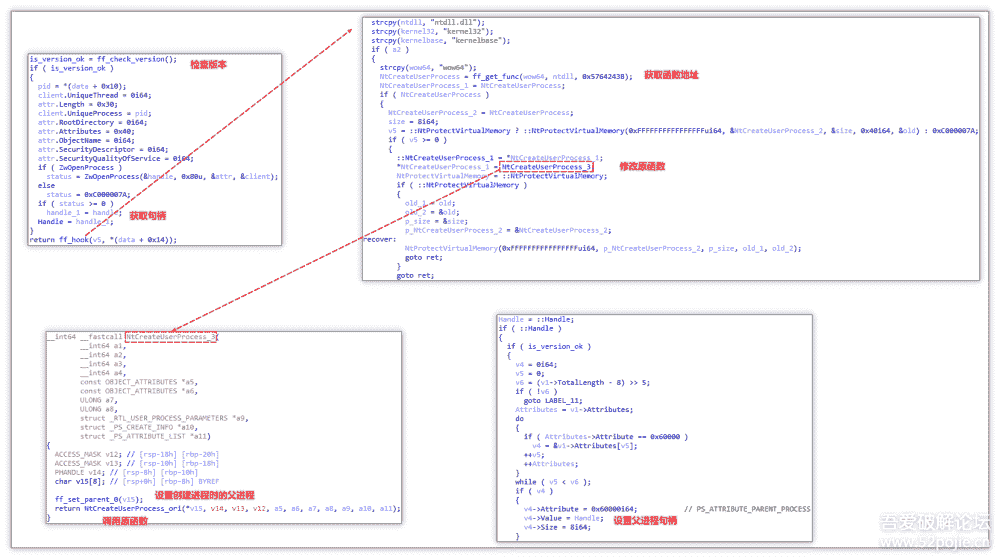 is_version_ok = ff_check_version();
检查版本
if ( is_version_ok )
{
pid = *(data + 0x10);
client.UniqueThread = 0i64;
attr.Length = 0x30;
client.UniqueProcess = pid;
attr.RootDirectory = 0i64;
attr.Attributes = 0x40;
attr.ObjectName = 0i64;
attr.SecurityDescriptor = 0i64;
attr.SecurityQualityOfService = 0i64;
if ( ZwOpenProcess )
status = ZwOpenProcess(&handle, 0x80u, &attr, &client);
else
status = 0xC000007A;
if ( status >= 0 )
handle_1 = handle;
获取句柄
Handle = handle_1;
}
return ff_hook(v5, *(data + 0x14));
strcpy(ntdll, "ntdll.dll");
strcpy(kernel32, "kernel32");
strcpy(kernelbase, "kernelbase");
if ( a2 )
{
strcpy(wow64, "wow64");
NtCreateUserProcess = ff_get_func(wow64, ntdll, 0x57642438);
获取函数地址
NtCreateUserProcess_1 = NtCreateUserProcess;
if ( NtCreateUserProcess )
{
NtCreateUserProcess_2 = NtCreateUserProcess;
size = 8i64;
v5 = ::NtProtectVirtualMemory ? ::NtProtectVirtualMemory(0xFFFFFFFFFFFFFFFFui64, &NtCreateUserProcess_2, &size, 0x40i64, &old) : 0xC000007A;
if ( v5 >= 0 )
{
::NtCreateUserProcess_1 = *NtCreateUserProcess_1;
*NtCreateUserProcess_1 = NtCreateUserProcess_3;
修改原函数
NtProtectVirtualMemory = ::NtProtectVirtualMemory;
if ( ::NtProtectVirtualMemory )
{
old_1 = old;
old_2 = &old;
p_size = &size;
p_NtCreateUserProcess_2 = &NtCreateUserProcess_2;
recover:
NtProtectVirtualMemory(0xFFFFFFFFFFFFFFFFui64, p_NtCreateUserProcess_2, p_size, old_1, old_2);
goto ret;
}
goto ret;
__int64 __fastcall NtCreateUserProcess_3(
__int64 a1,
__int64 a2,
__int64 a3,
__int64 a4,
const OBJECT_ATTRIBUTES *a5,
const OBJECT_ATTRIBUTES *a6,
ULONG a7,
ULONG a8,
struct _RTL_USER_PROCESS_PARAMETERS *a9,
struct _PS_CREATE_INFO *a10,
struct _PS_ATTRIBUTE_LIST *a11)
{
ACCESS_MASK v12; // [rsp-18h] [rbp-20h]
ACCESS_MASK v13; // [rsp-10h] [rbp-18h]
PHANDLE v14; // [rsp-8h] [rbp-10h]
char v15[8]; // [rsp+0h] [rbp-8h] BYREF
设置创建进程时的父进程
ff_set_parent_0(v15);
return NtCreateUserProcess_ori(*v15, v14, v13, v12, a5, a6, a7, a8, a9, a10, a11);
}
调用原函数
Handle = ::Handle;
if ( ::Handle )
{
if ( is_version_ok )
{
v4 = 0i64;
v5 = 0;
v6 = (v1->TotalLength - 8) >> 5;
if ( !v6 )
goto LABEL_11;
Attributes = v1->Attributes;
do
{
if ( Attributes->Attribute == 0x60000 )
v4 = &v1->Attributes[v5];
++v5;
++Attributes;
}
while ( v5 < v6 );
if ( v4 )
{
v4->Attribute = 0x60000i64; // PS_ATTRIBUTE_PARENT_PROCESS
v4->Value = Handle;
设置父进程句柄
v4->Size = 8i64;
}
吾爱破解论坛
www.52pojie.cn